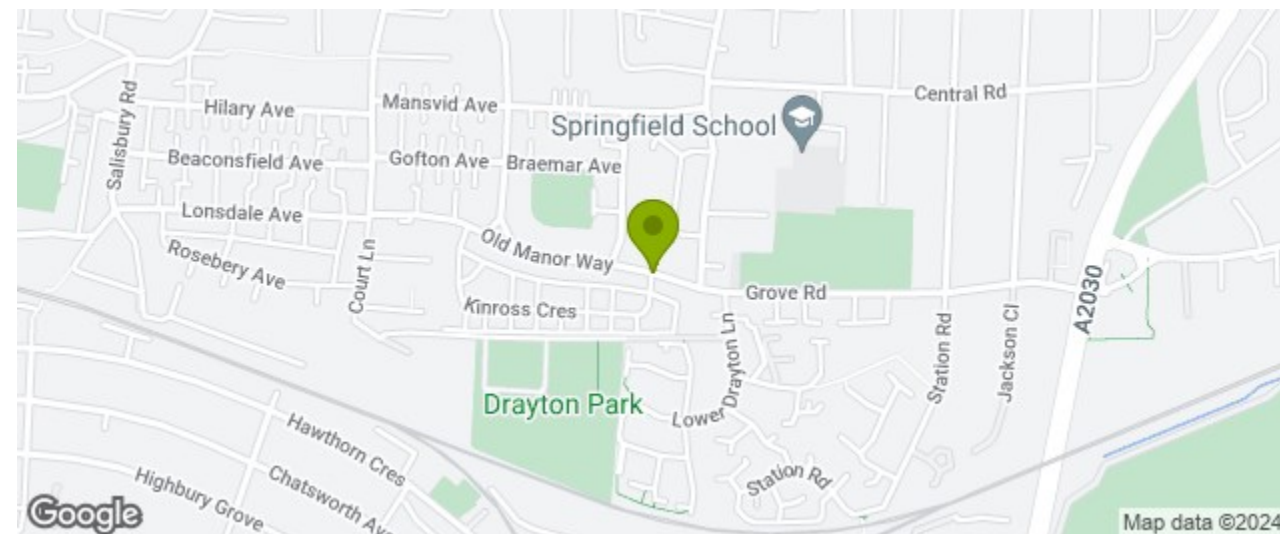 Central Rd
Hilary Ave
Mansvid Ave
Salisbury Rd
Springfield School
Beaconsfield Ave
Gofton Ave
Braemar Ave
Lonsdale Ave
Old Manor Way
Rosebery Ave
Court Ln
Kinross Cres
Grove Rd
A2030
Lower Drayton Ln
Station Rd
Jackson Cl
Drayton Park
Hawthorn Cres
Chatsworth Ave
Highbury Grove
Station Rd
Google
Map data ©2024